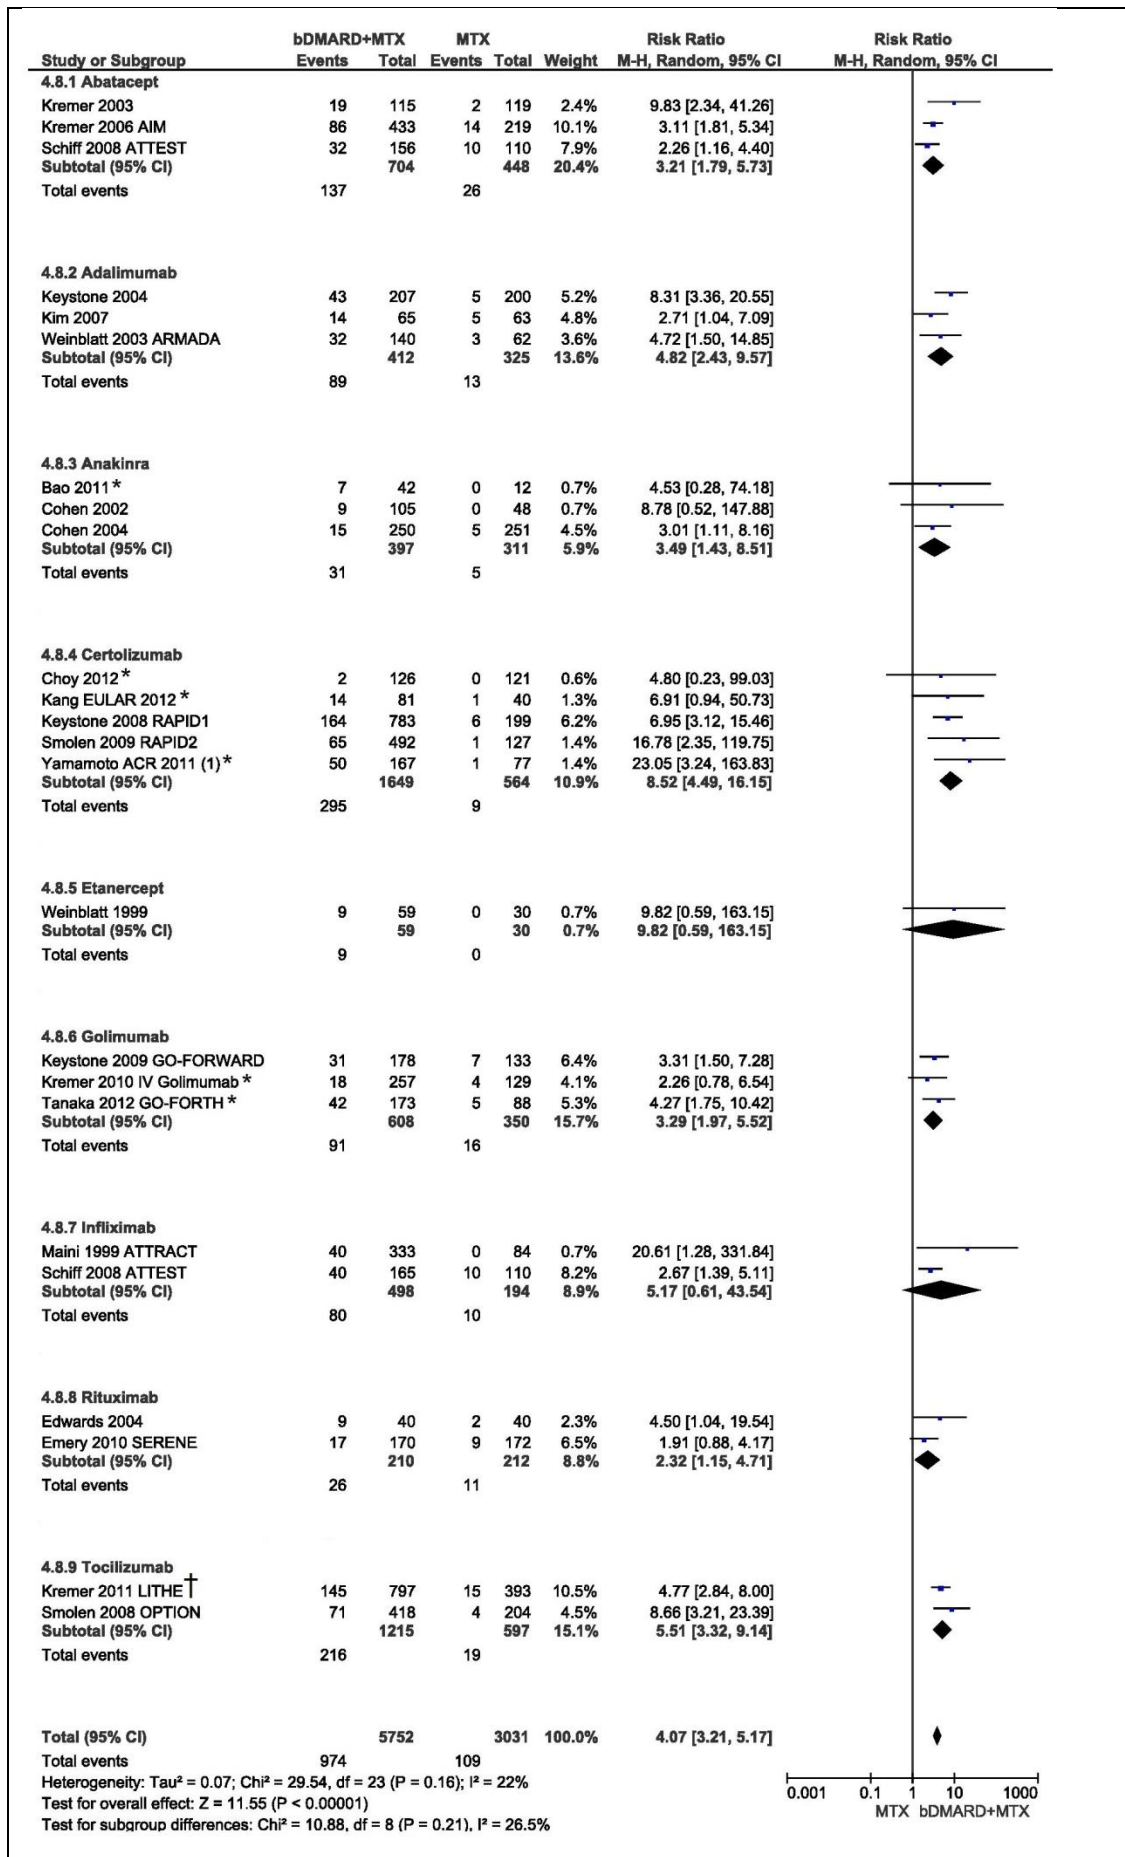 bDMARD+MTX MTX Risk Ratio Risk Ratio
Study or Subgroup Events Total Events Total Weight M-H, Random, 95% CI M-H, Random, 95% CI
4.8.1 Abatacept
Kremer 2003 19 115 2 119 2.4% 9.83 [2.34, 41.26]
Kremer 2006 AIM 86 433 14 219 10.1% 3.11 [1.81, 5.34]
Schiff 2008 ATTEST 32 156 10 110 7.9% 2.26 [1.16, 4.40]
Subtotal (95% CI) 704 448 20.4% 3.21 [1.79, 5.73]
Total events 137 26
4.8.2 Adalimumab
Keystone 2004 43 207 5 200 5.2% 8.31 [3.36, 20.55]
Kim 2007 14 65 5 63 4.8% 2.71 [1.04, 7.09]
Weinblatt 2003 ARMADA 32 140 3 62 3.6% 4.72 [1.50, 14.85]
Subtotal (95% CI) 412 325 13.6% 4.82 [2.43, 9.57]
Total events 89 13
4.8.3 Anakinra
Bao 2011* 7 42 0 12 0.7% 4.53 [0.28, 74.18]
Cohen 2002 9 105 0 48 0.7% 8.78 [0.52, 147.88]
Cohen 2004 15 250 5 251 4.5% 3.01 [1.11, 8.16]
Subtotal (95% CI) 397 311 5.9% 3.49 [1.43, 8.51]
Total events 31 5
4.8.4 Certolizumab
Choy 2012* 2 126 0 121 0.6% 4.80 [0.23, 99.03]
Kang EULAR 2012* 14 81 1 40 1.3% 6.91 [0.94, 50.73]
Keystone 2008 RAPID1 164 783 6 199 6.2% 6.95 [3.12, 15.46]
Smolen 2009 RAPID2 65 492 1 127 1.4% 16.78 [2.35, 119.75]
Yamamoto ACR 2011 (1)* 50 167 1 77 1.4% 23.05 [3.24, 163.83]
Subtotal (95% CI) 1649 564 10.9% 8.52 [4.49, 16.15]
Total events 295 9
4.8.5 Etanercept
Weinblatt 1999 9 59 0 30 0.7% 9.82 [0.59, 163.15]
Subtotal (95% CI) 59 30 0.7% 9.82 [0.59, 163.15]
Total events 9 0
4.8.6 Golimumab
Keystone 2009 GO-FORWARD 31 178 7 133 6.4% 3.31 [1.50, 7.28]
Kremer 2010 IV Golimumab* 18 257 4 129 4.1% 2.26 [0.78, 6.54]
Tanaka 2012 GO-FORTH* 42 173 5 88 5.3% 4.27 [1.75, 10.42]
Subtotal (95% CI) 608 350 15.7% 3.29 [1.97, 5.52]
Total events 91 16
4.8.7 Infliximab
Maini 1999 ATTRACT 40 333 0 84 0.7% 20.61 [1.28, 331.84]
Schiff 2008 ATTEST 40 165 10 110 8.2% 2.67 [1.39, 5.11]
Subtotal (95% CI) 498 194 8.9% 5.17 [0.61, 43.54]
Total events 80 10
4.8.8 Rituximab
Edwards 2004 9 40 2 40 2.3% 4.50 [1.04, 19.54]
Emery 2010 SERENE 17 170 9 172 6.5% 1.91 [0.88, 4.17]
Subtotal (95% CI) 210 212 8.8% 2.32 [1.15, 4.71]
Total events 26 11
4.8.9 Tocilizumab
Kremer 2011 LITHE† 145 797 15 393 10.5% 4.77 [2.84, 8.00]
Smolen 2008 OPTION 71 418 4 204 4.5% 8.66 [3.21, 23.39]
Subtotal (95% CI) 1215 597 15.1% 5.51 [3.32, 9.14]
Total events 216 19
Total (95% CI) 5752 3031 100.0% 4.07 [3.21, 5.17]
Total events 974 109
Heterogeneity: Tau² = 0.07; Chi² = 29.54, df = 23 (P = 0.16); I² = 22%
Test for overall effect: Z = 11.55 (P < 0.00001)
Test for subgroup differences: Chi² = 10.88, df = 8 (P = 0.21), I² = 26.5%
0.001 0.1 1 10 1000
MTX bDMARD+MTX